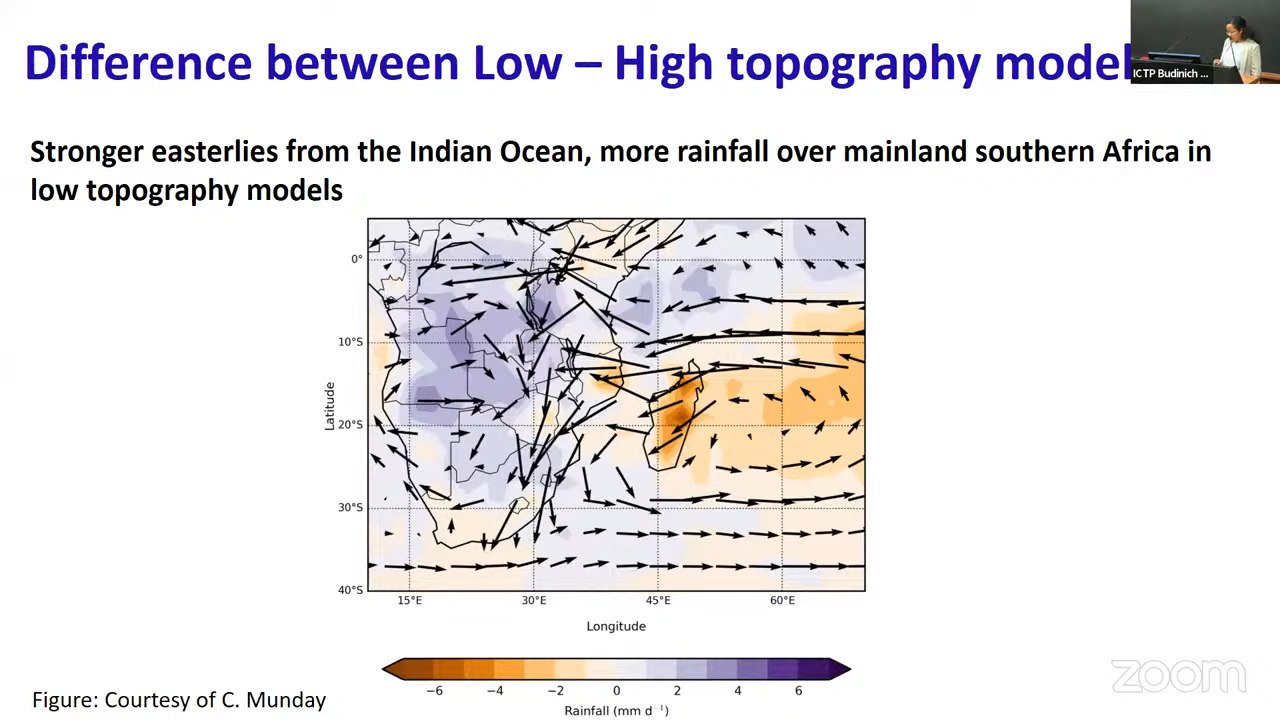 Difference between Low – High topography model
ICTP Budinich ...
Stronger easterlies from the Indian Ocean, more rainfall over mainland southern Africa in
low topography models
0°
10°S
20°S
30°S
40°S
Latitude
15°E 30°E 45°E 60°E
Longitude
−6 −4 −2 0 2 4 6
Rainfall (mm d⁻¹)
Figure: Courtesy of C. Munday
zoom